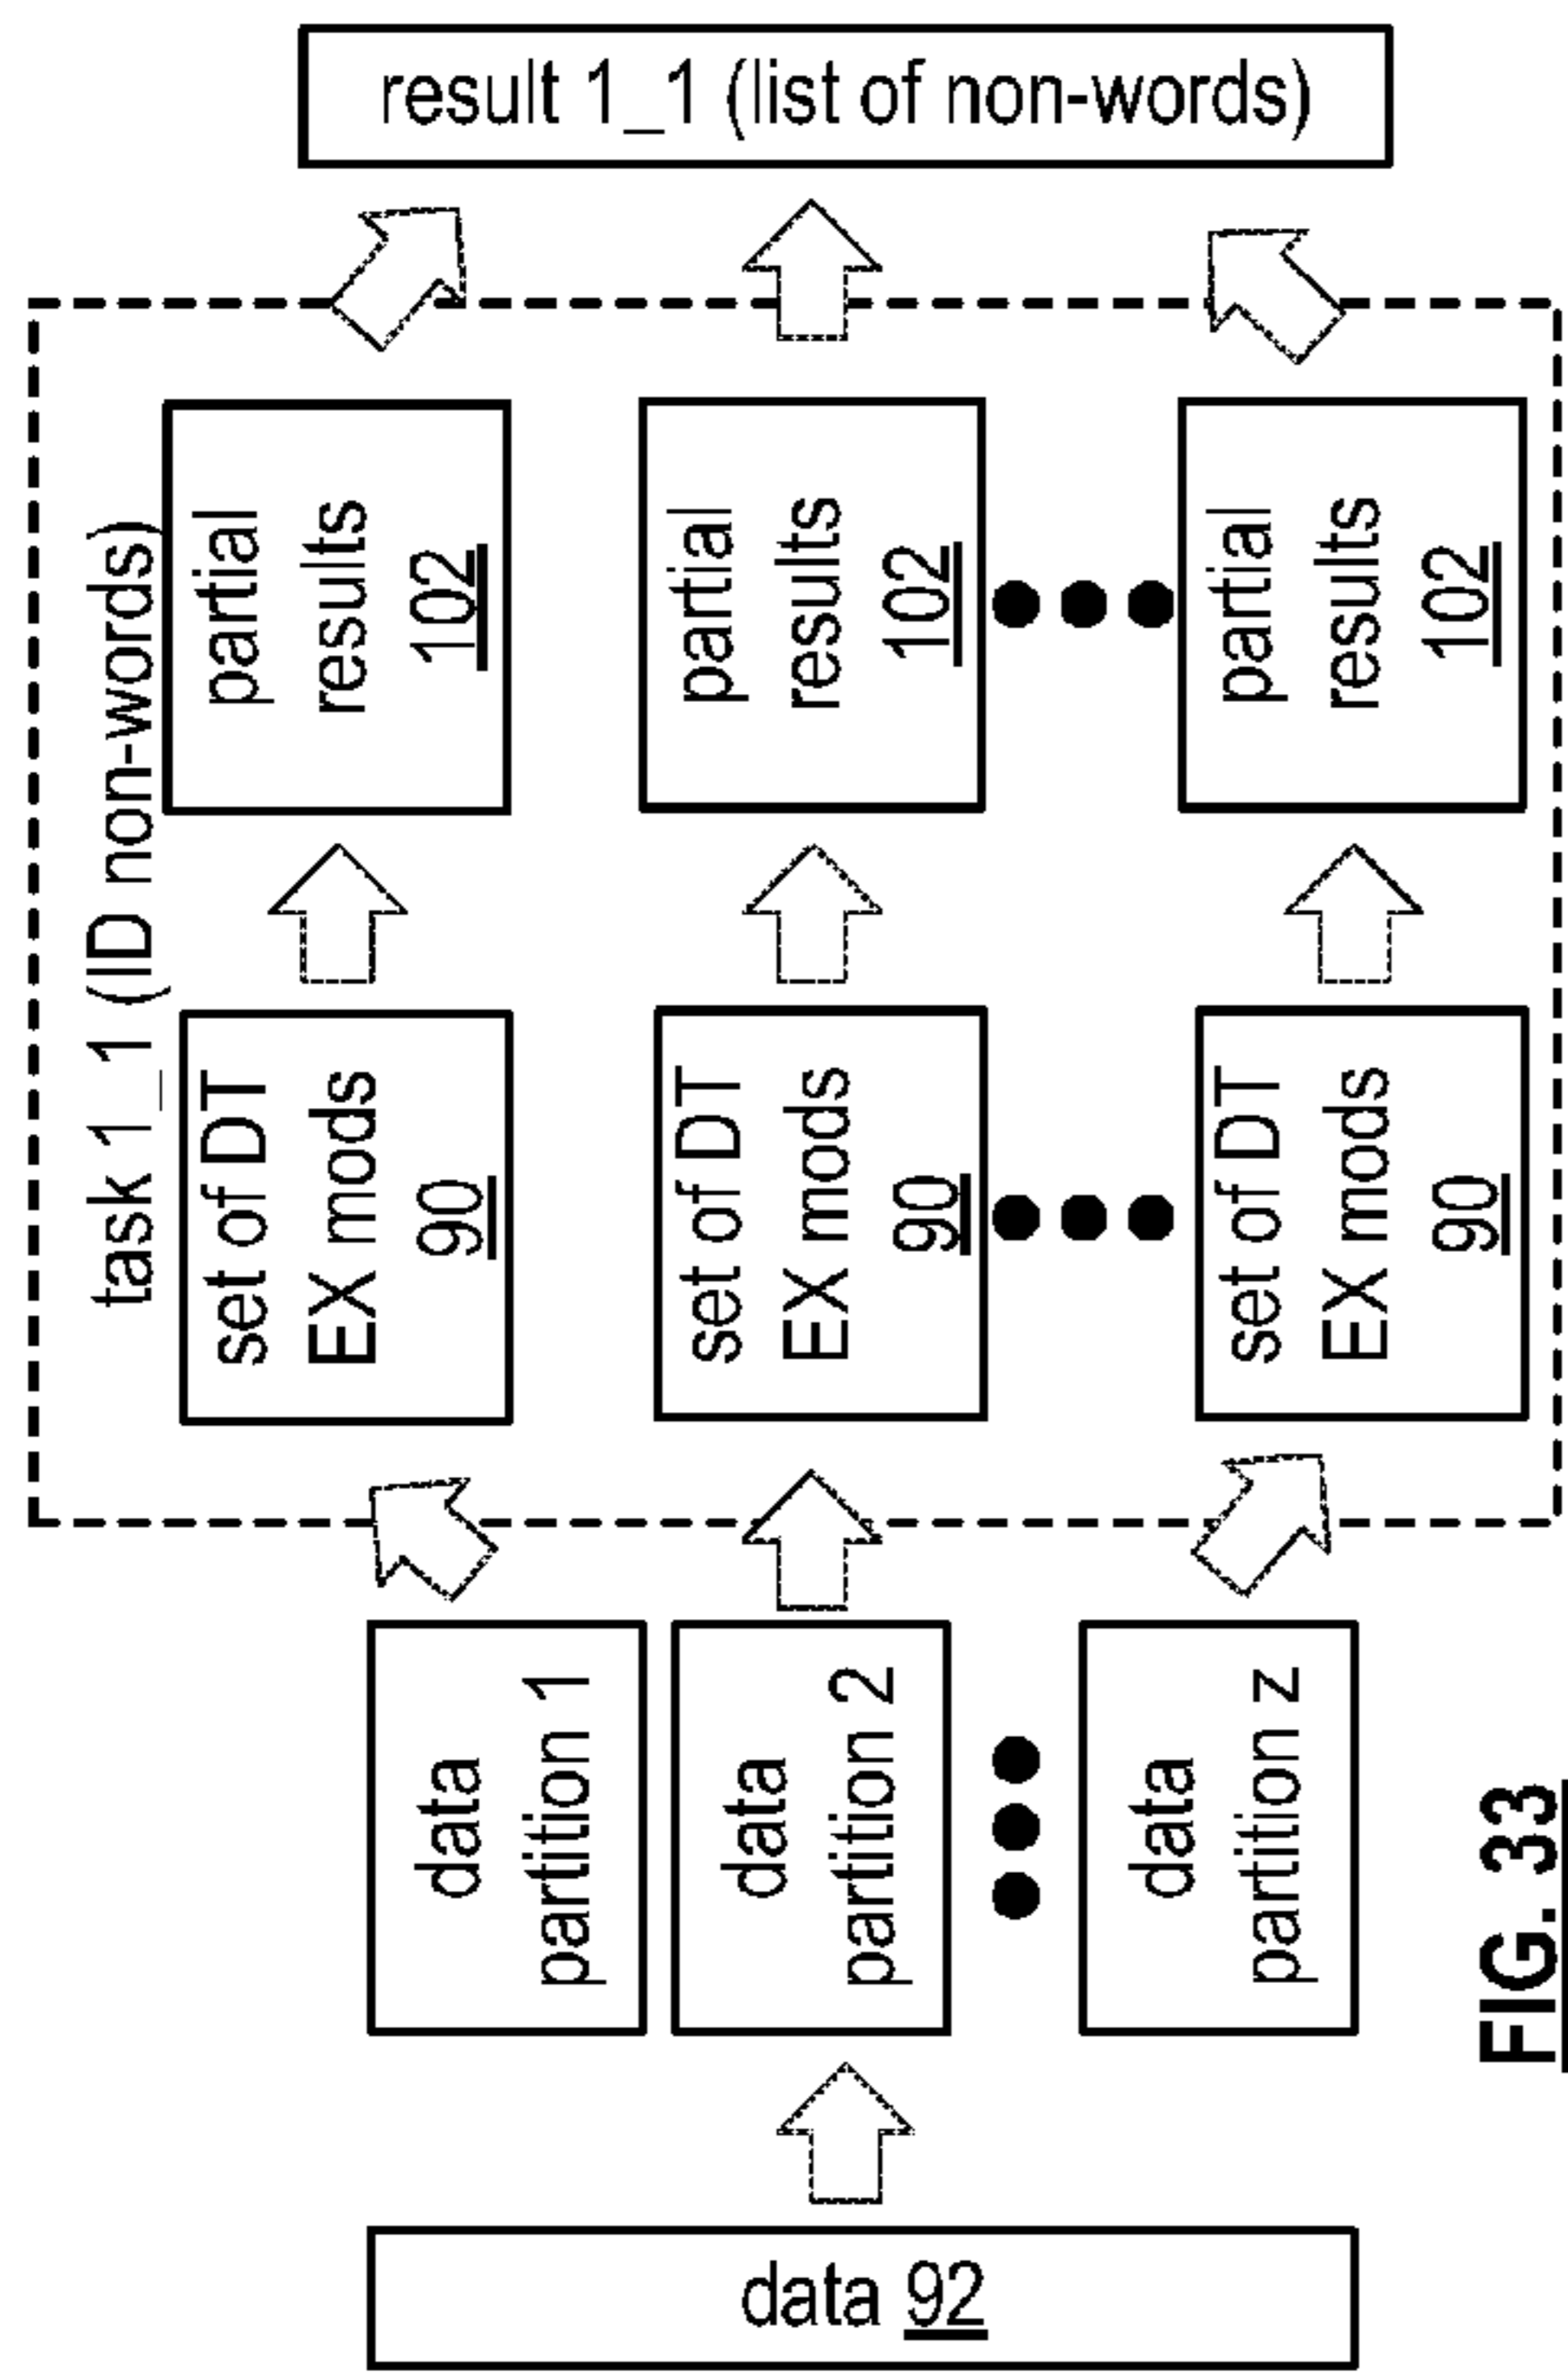 result 1_1 (list of non-words)
task 1_1 (ID non-words)
partial
results
102
partial
results
102
partial
results
102
set of DT
EX mods
90
set of DT
EX mods
90
set of DT
EX mods
90
data
partition 1
data
partition 2
data
partition z
data 92
FIG. 33